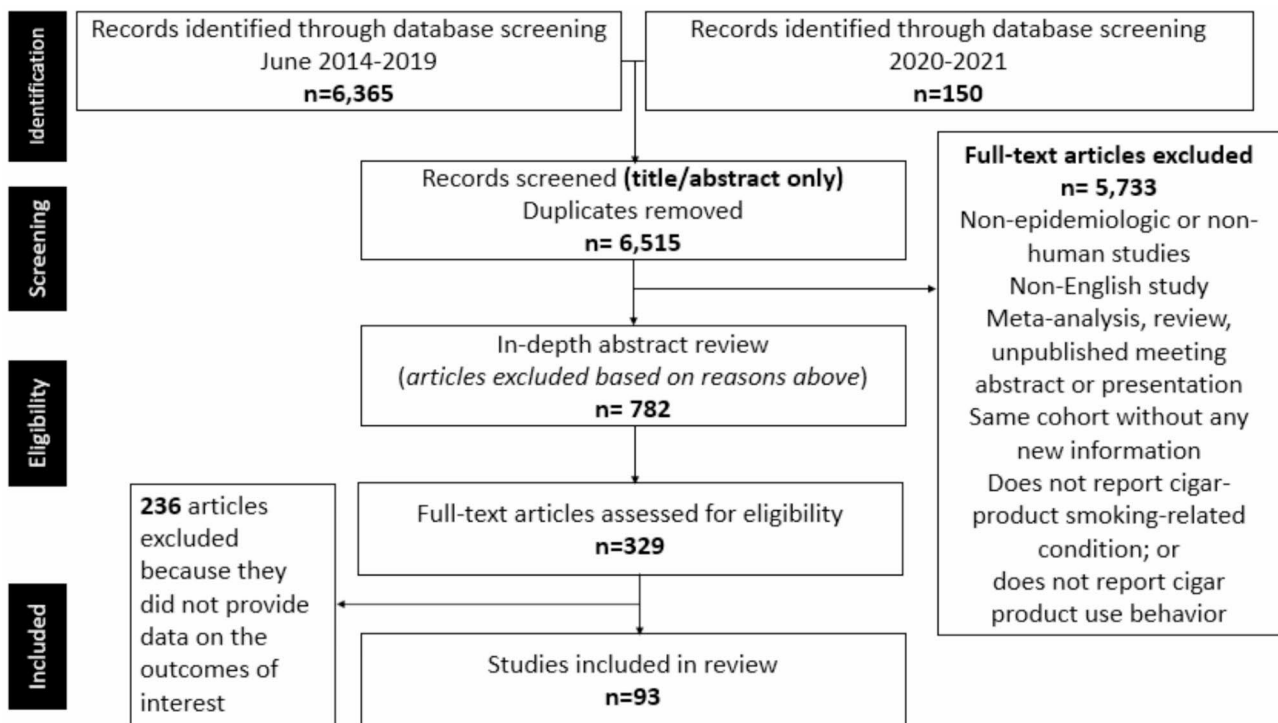 Identification
Records identified through database screening
June 2014-2019
n=6,365
Records identified through database screening
2020-2021
n=150
Screening
Records screened (title/abstract only)
Duplicates removed
n= 6,515
Full-text articles excluded
n= 5,733
Non-epidemiologic or non-
human studies
Non-English study
Meta-analysis, review,
unpublished meeting
abstract or presentation
Same cohort without any
new information
Does not report cigar-
product smoking-related
condition; or
does not report cigar
product use behavior
Eligibility
In-depth abstract review
(articles excluded based on reasons above)
n= 782
Full-text articles assessed for eligibility
n=329
236 articles
excluded
because they
did not provide
data on the
outcomes of
interest
Included
Studies included in review
n=93